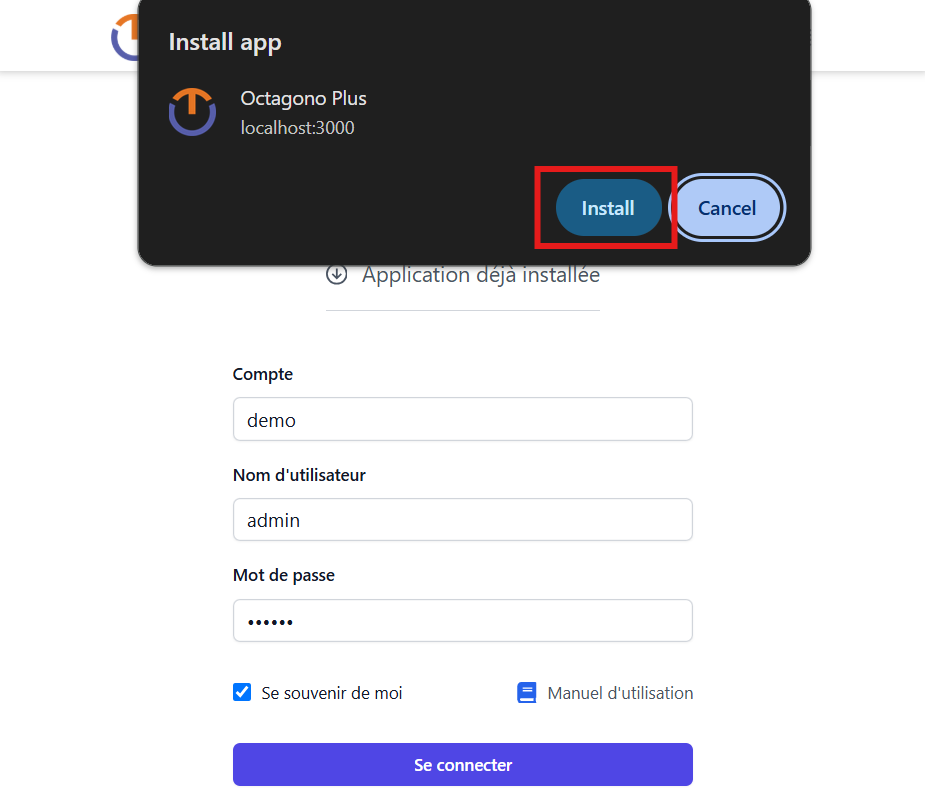 Install app
Octagono Plus
localhost:3000
Install Cancel
Application déjà installée
Compte
demo
Nom d'utilisateur
admin
Mot de passe
••••••
Se souvenir de moi Manuel d'utilisation
Se connecter